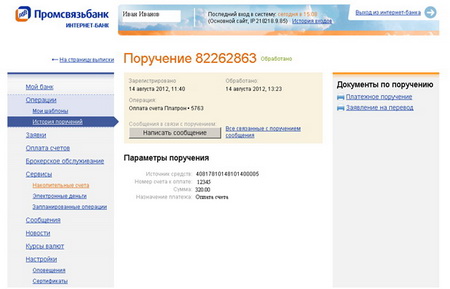 Промсвязьбанк
ИНТЕРНЕТ-БАНК
Иван Иванов
Последний вход в систему: сегодня в 15:08
(Основной сайт, IP 218.218.9.85) История входов
Выход из интернет-банка
← На страницу выписки
Поручение 82262863 Обработано
Мой банк
Операции
Мои шаблоны
История поручений
Заявки
Оплата счетов
Брокерское обслуживание
Сервисы
Накопительные счета
Электронные деньги
Запланированные операции
Сообщения
Новости
Курсы валют
Настройки
Оповещения
Сертификаты
Зарегистрировано
14 августа 2012, 11:40
Обработано
14 августа 2012, 13:23
Операция
Оплата счета Плпатрон • 5763
Сообщения в связи с поручением:
Написать сообщение
Все связанные с поручением
сообщения
Параметры поручения
Источник средств: 40817810148101400005
Номер счета к оплате: 12345
Сумма: 320.00
Назначение платежа: Оплата счета
Документы по поручению
Платежное поручение
Заявление на перевод